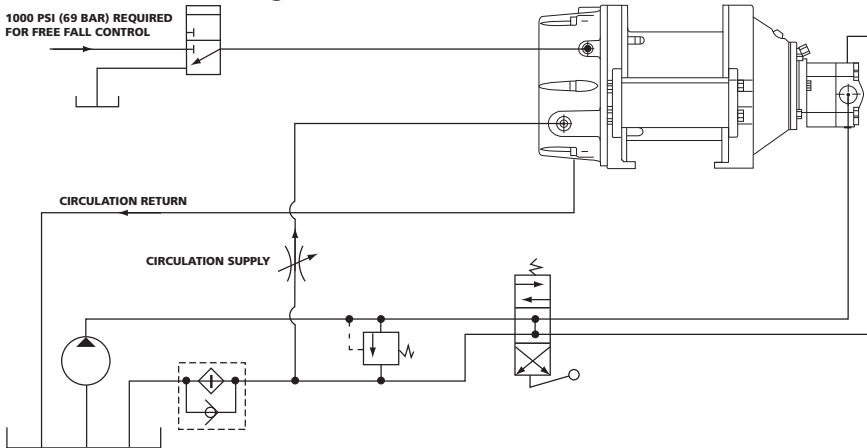 1000 PSI (69 BAR) REQUIRED
FOR FREE FALL CONTROL
CIRCULATION RETURN
CIRCULATION SUPPLY